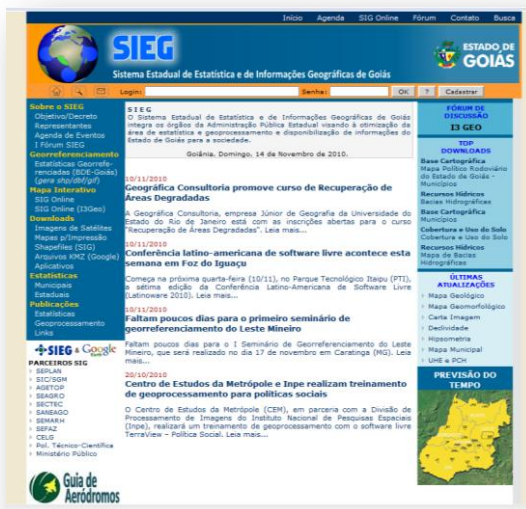 Início Agenda SIG Online Fórum Contato Busca
SIEG
Sistema Estadual de Estatística e de Informações Geográficas de Goiás
ESTADO DE
GOIÁS
Login: Senha: OK ? Cadastrar
Sobre o SIEG
Objetivo/Decreto
Representantes
Agenda de Eventos
I Fórum SIEG
Georreferenciamento
Estatísticas Georrefe-
renciadas (BDE-Goiás)
(gera shp/dbf/gif)
Mapa Interativo
SIG Online
SIG Online (I3Geo)
Downloads
Imagens de Satélites
Mapas p/Impressão
Shapefiles (SIG)
Arquivos KMZ (Google)
Aplicativos
Estatísticas
Municipais
Estaduais
Publicações
Estatísticas
Geoprocessamento
Links
SIEG & Google
Earth
PARCEIROS SIG
SEPLAN
SIC/SGM
AGETOP
SEAGRO
SECTEC
SANEAGO
SEMARH
SEFAZ
CELG
Pol. Técnico-Científica
Ministério Público
Guia de
Aeródromos
S I E G
O Sistema Estadual de Estatística e de Informações Geográficas de Goiás
integra os órgãos da Administração Pública Estadual visando à otimização da
área de estatística e geoprocessamento e disponibilização de informações do
Estado de Goiás para a sociedade.
Goiânia, Domingo, 14 de Novembro de 2010.
10/11/2010
Geográfica Consultoria promove curso de Recuperação de
Áreas Degradadas
A Geográfica Consultoria, empresa Júnior de Geografia da Universidade do
Estado do Rio de Janeiro está com as inscrições abertas para o curso
"Recuperação de Áreas Degradadas". Leia mais...
10/11/2010
Conferência latino-americana de software livre acontece esta
semana em Foz do Iguaçu
Começa na próxima quarta-feira (10/11), no Parque Tecnológico Itaipu (PTI),
a sétima edição da Conferência Latino-Americana de Software Livre
(Latinoware 2010). Leia mais...
10/11/2010
Faltam poucos dias para o primeiro seminário de
georreferenciamento do Leste Mineiro
Faltam poucos dias para o I Seminário de Georreferenciamento do Leste
Mineiro, que será realizado no dia 17 de novembro em Caratinga (MG). Leia
mais...
20/10/2010
Centro de Estudos da Metrópole e Inpe realizam treinamento
de geoprocessamento para políticas sociais
O Centro de Estudos da Metrópole (CEM), em parceria com a Divisão de
Processamento de Imagens do Instituto Nacional de Pesquisas Espaciais
(Inpe), realizará um treinamento de geoprocessamento com o software livre
TerraView – Política Social. Leia mais...
FÓRUM DE
DISCUSSÃO
I3 GEO
TOP
DOWNLOADS
Base Cartográfica
Mapa Político Rodoviário
do Estado de Goiás -
Municípios
Recursos Hídricos
Bacias Hidrográficas
Base Cartográfica
Municípios
Cobertura e Uso do Solo
Cobertura e Uso do Solo
Recursos Hídricos
Mapa de Bacias
Hidrográficas
ÚLTIMAS
ATUALIZAÇÕES
Mapa Geológico
Mapa Geomorfológico
Carta Imagem
Declividade
Hipsometria
Mapa Municipal
UHE e PCH
PREVISÃO DO
TEMPO